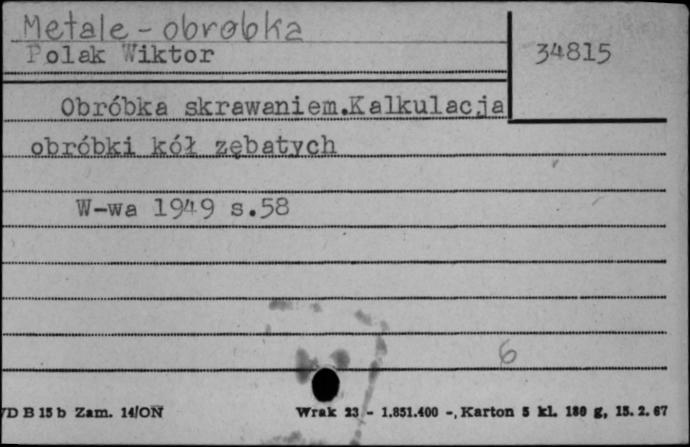 Metale - obróbka
Polak Wiktor
34815
Obróbka skrawaniem.Kalkulacja
obróbki kół zębatych
W-wa 1949 s.58
6
/D B 15 b Zam. 14/ON
Wrak 23 - 1.851.400 -, Karton 5 kl. 180 g, 15. 2. 67